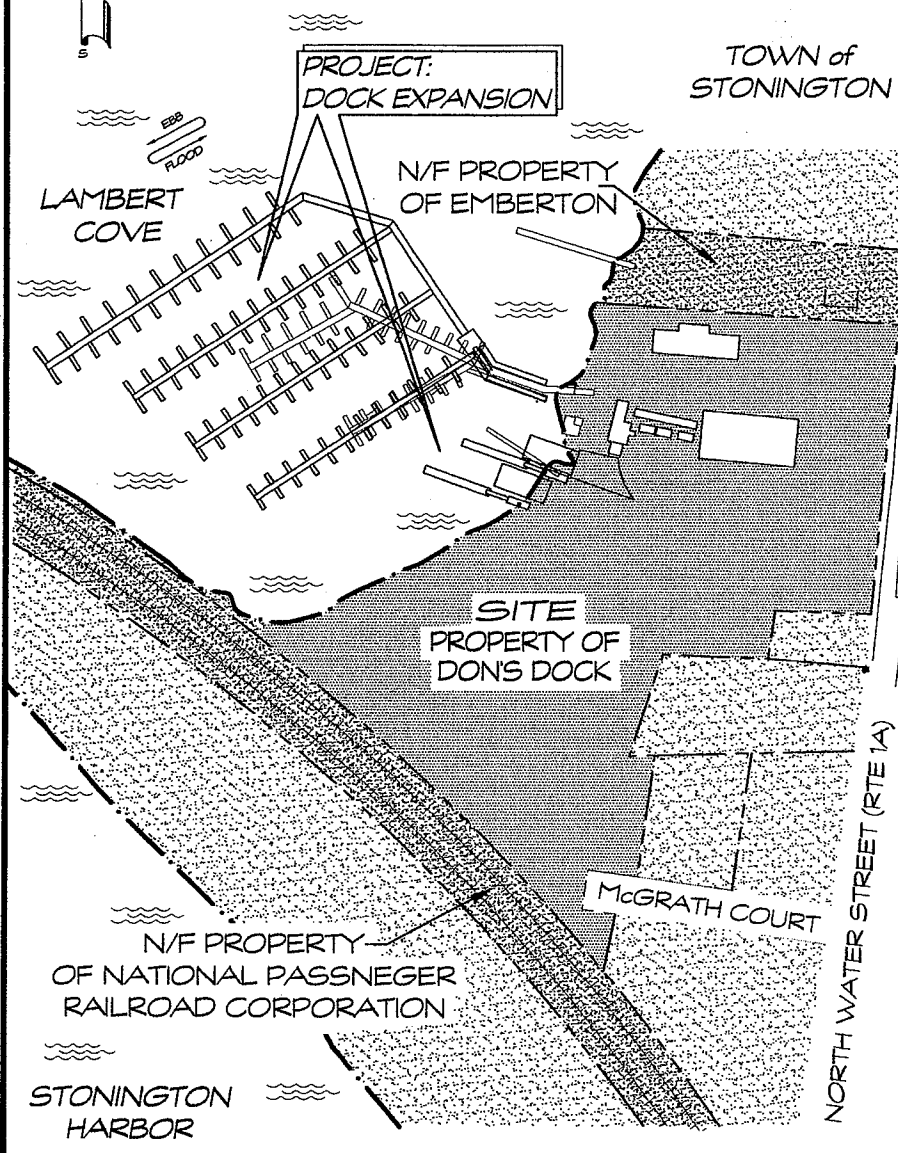 S
PROJECT:
DOCK EXPANSION
TOWN of
STONINGTON
EBB
FLOOD
LAMBERT
COVE
N/F PROPERTY
OF EMBERTON
SITE
PROPERTY OF
DON'S DOCK
McGRATH COURT
NORTH WATER STREET (RTE 1A)
N/F PROPERTY
OF NATIONAL PASSNEGER
RAILROAD CORPORATION
STONINGTON
HARBOR